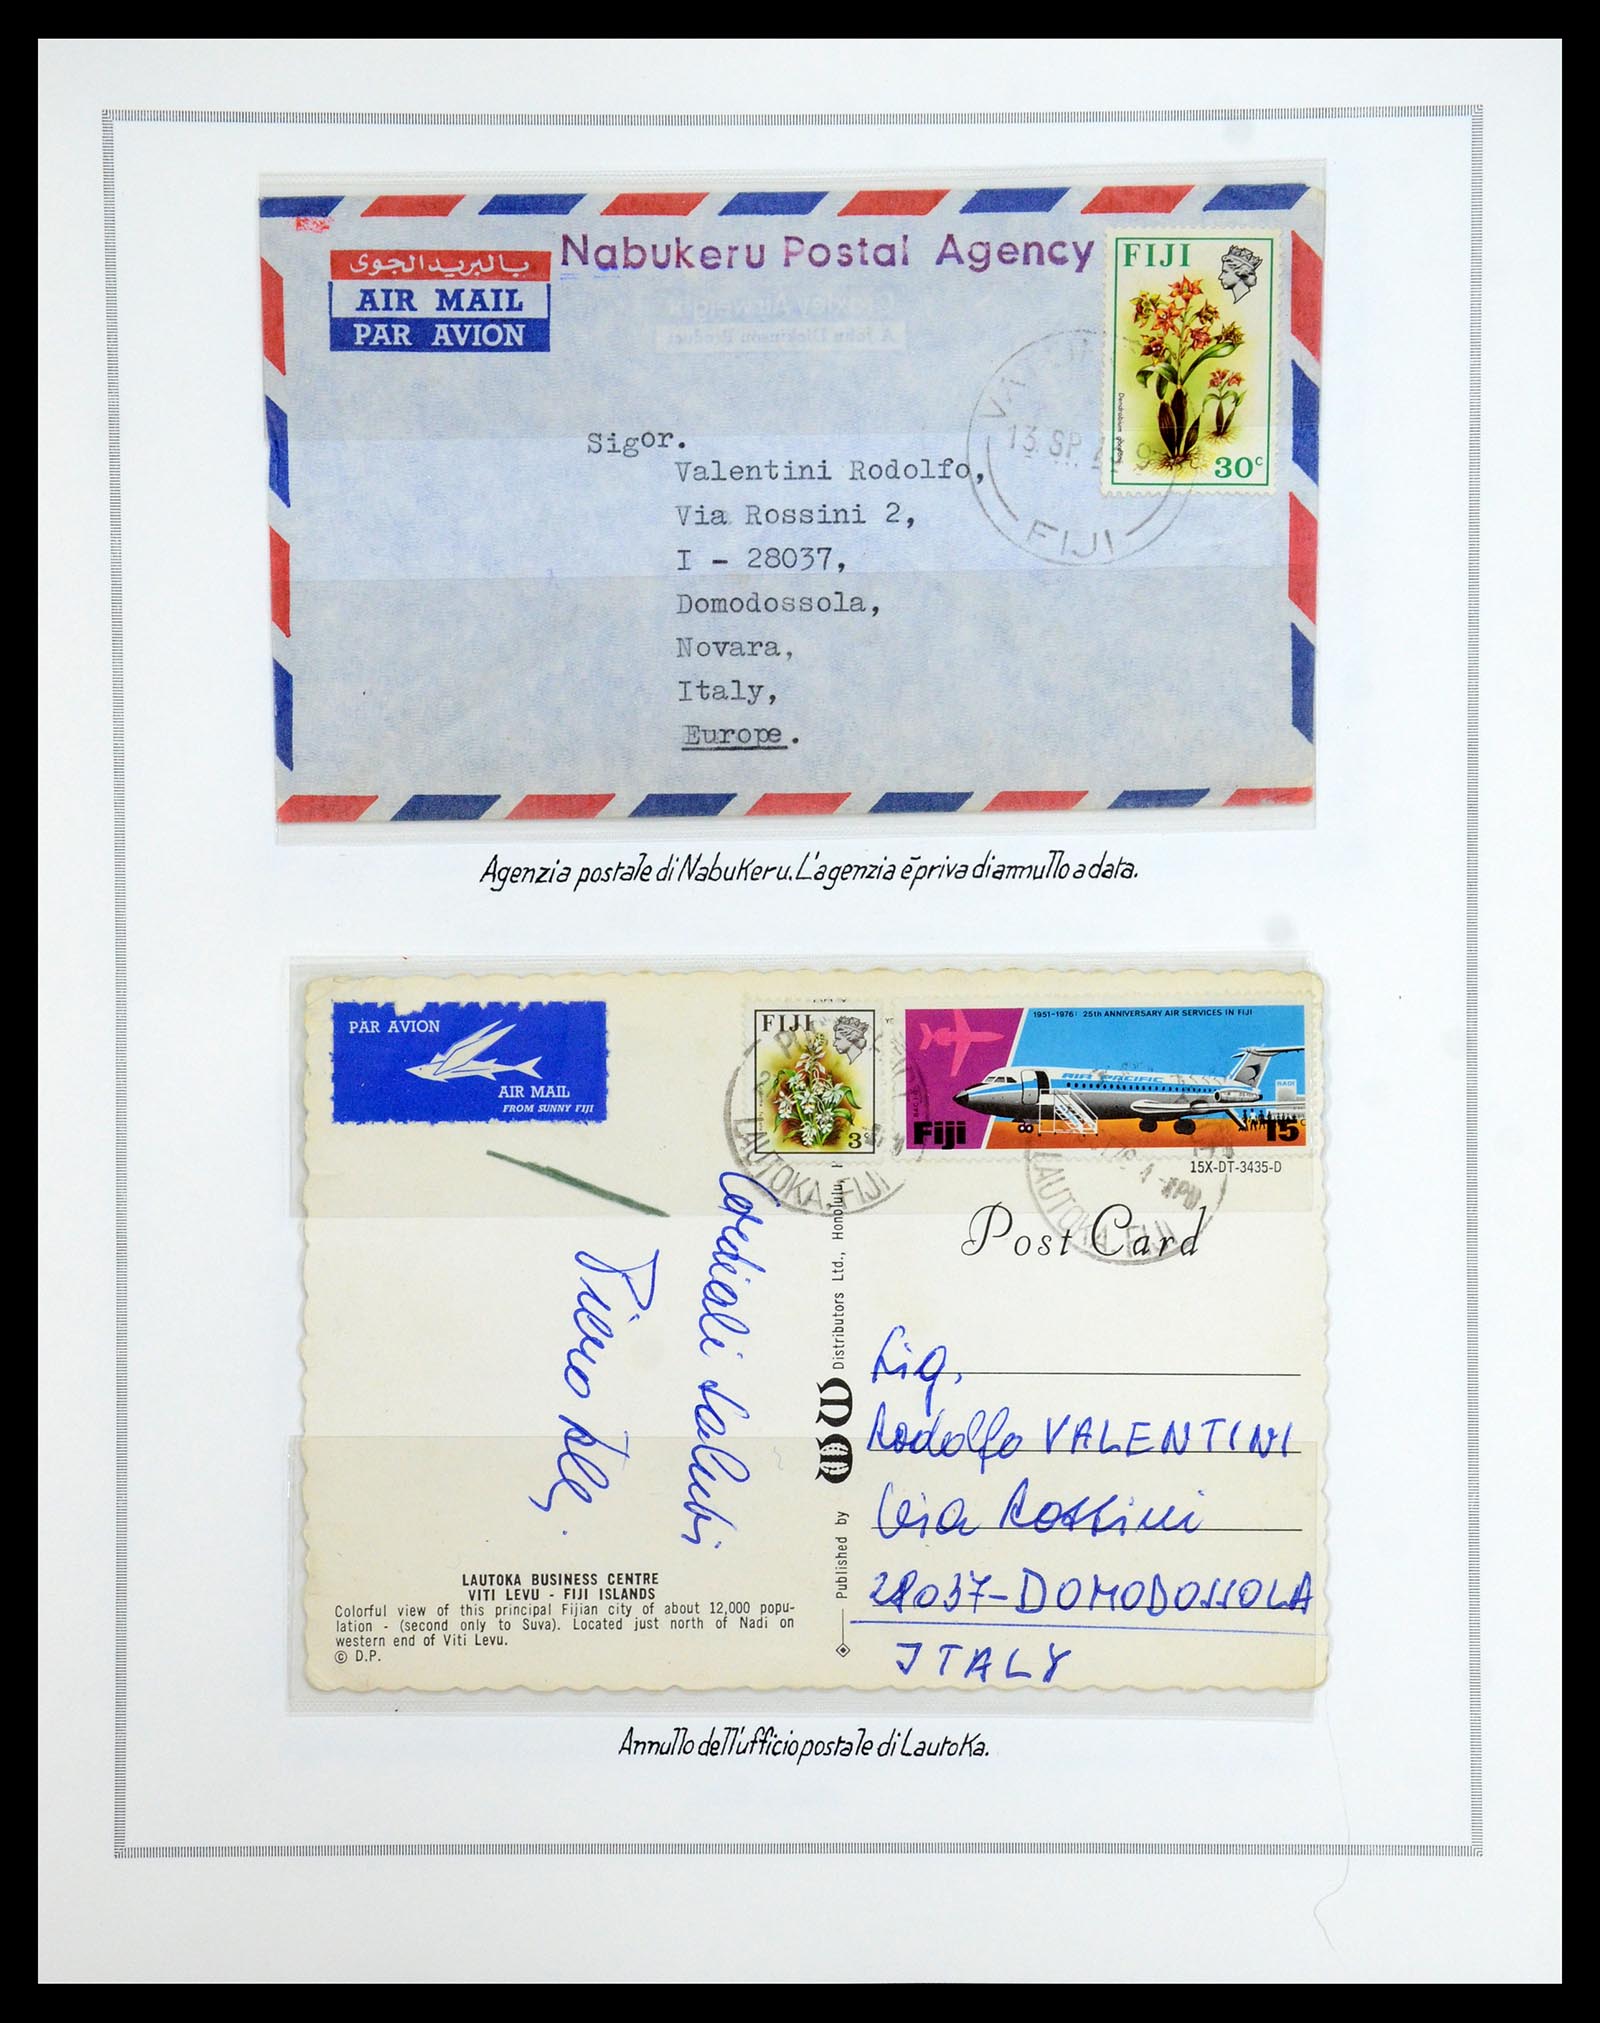 بالبريد الجوى
AIR MAIL
PAR AVION
Nabukeru Postal Agency
FIJI
30c
13 SP
FIJI
Sigor.
Valentini Rodolfo,
Via Rossini 2,
I - 28037,
Domodossola,
Novara,
Italy,
Europe.
Agenzia postale di Nabukeru. L'agenzia è priva di annullo a data.
PAR AVION
AIR MAIL
FROM SUNNY FIJI
FIJI
3c
LAUTOKA FIJI
1951-1976: 25th ANNIVERSARY AIR SERVICES IN FIJI
AIR PACIFIC
NADI
Fiji
15
15X-DT-3435-D
LAUTOKA FIJI
Post Card
Cordiali saluti
Published by
Distributors Ltd., Honolulu,
Sig.
Rodolfo VALENTINI
Via Rossini
28037-DOMODOSSOLA
ITALY
LAUTOKA BUSINESS CENTRE
VITI LEVU - FIJI ISLANDS
Colorful view of this principal Fijian city of about 12,000 popu-
lation - (second only to Suva). Located just north of Nadi on
western end of Viti Levu.
© D.P.
Annullo dell'ufficio postale di Lautoka.